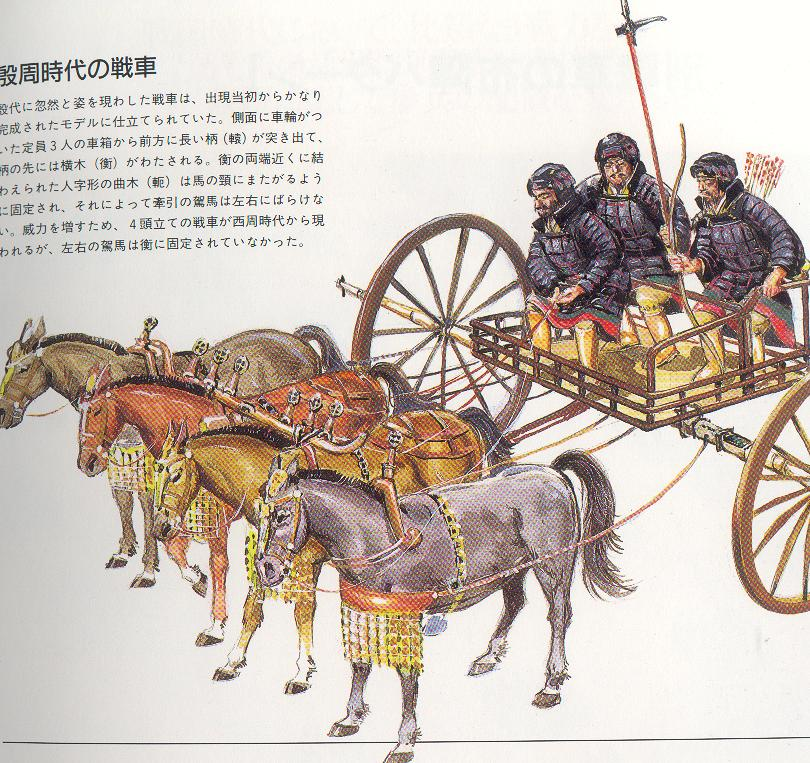 殷周時代の戦車
殷代に忽然と姿を現わした戦車は、出現当初からかなり
完成されたモデルに仕立てられていた。側面に車輪がつ
いた定員3人の車箱から前方に長い柄（轅）が突き出て、
柄の先には横木（衡）がわたされる。衡の両端近くに結
わえられた人字形の曲木（軛）は馬の頸にまたがるよう
に固定され、それによって牽引の駕馬は左右にばらけな
い。威力を増すため、4頭立ての戦車が西周時代から現
われるが、左右の駕馬は衡に固定されていなかった。